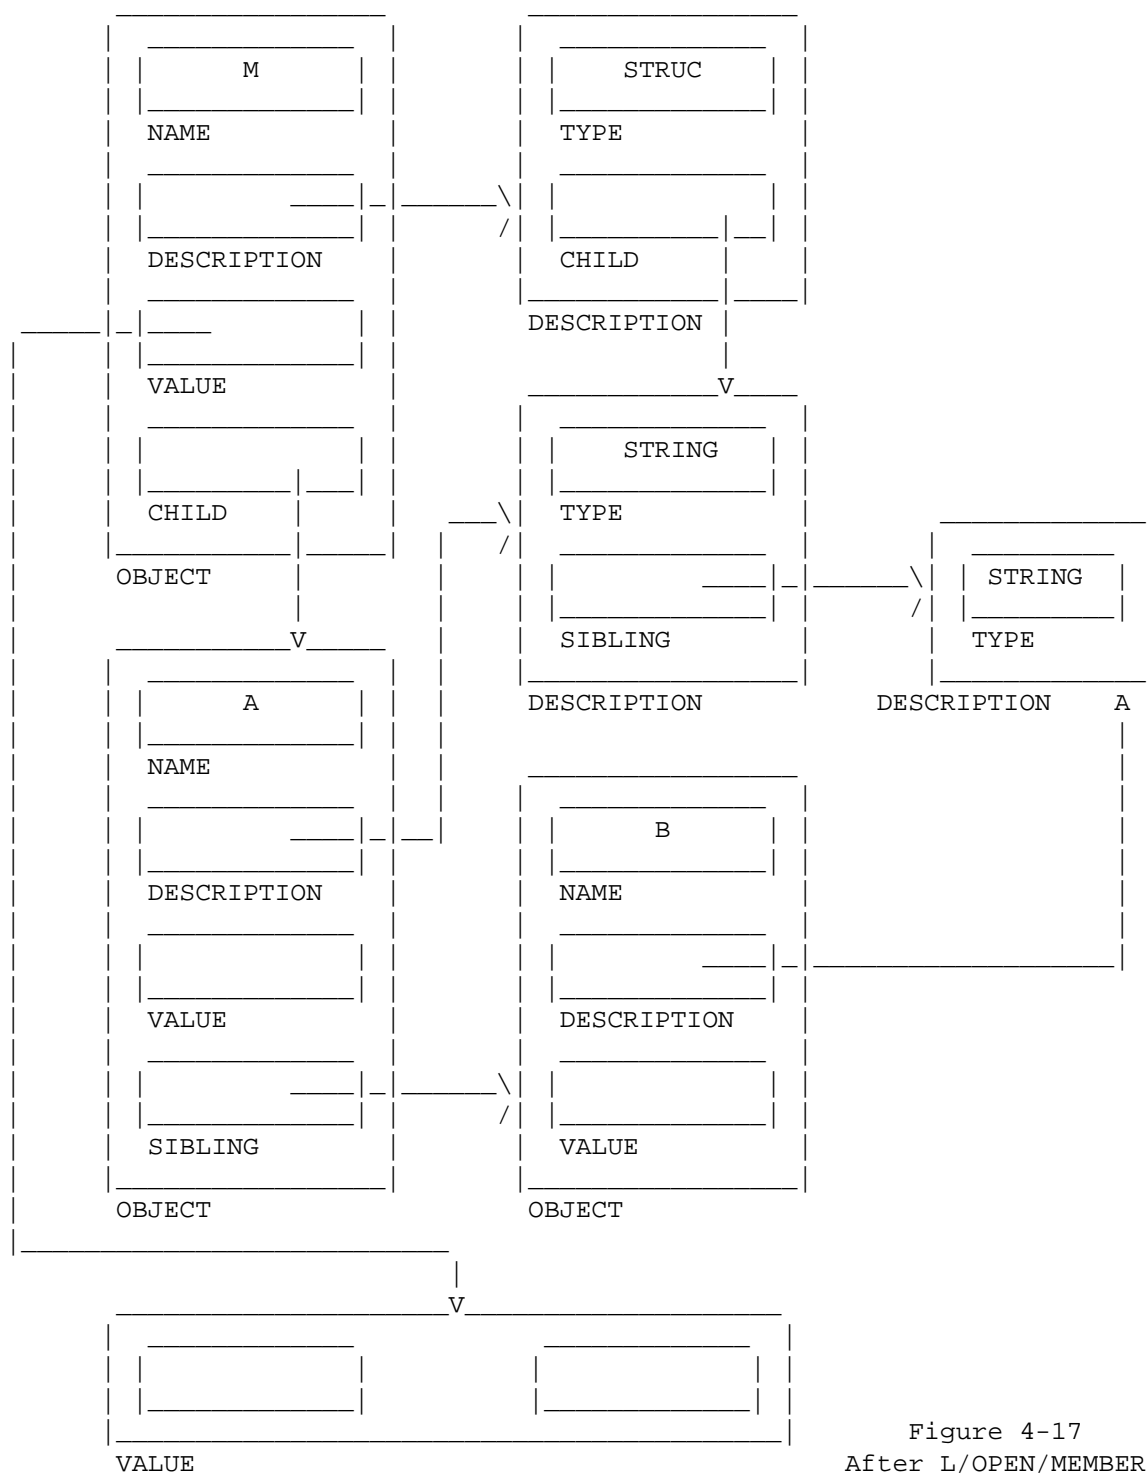 M STRUC
NAME TYPE
DESCRIPTION CHILD
DESCRIPTION
VALUE
STRING
CHILD TYPE
OBJECT STRING
SIBLING TYPE
A DESCRIPTION DESCRIPTION A
NAME
B
DESCRIPTION NAME
VALUE DESCRIPTION
SIBLING VALUE
OBJECT OBJECT
V
V
V
Figure 4-17
VALUE After L/OPEN/MEMBER